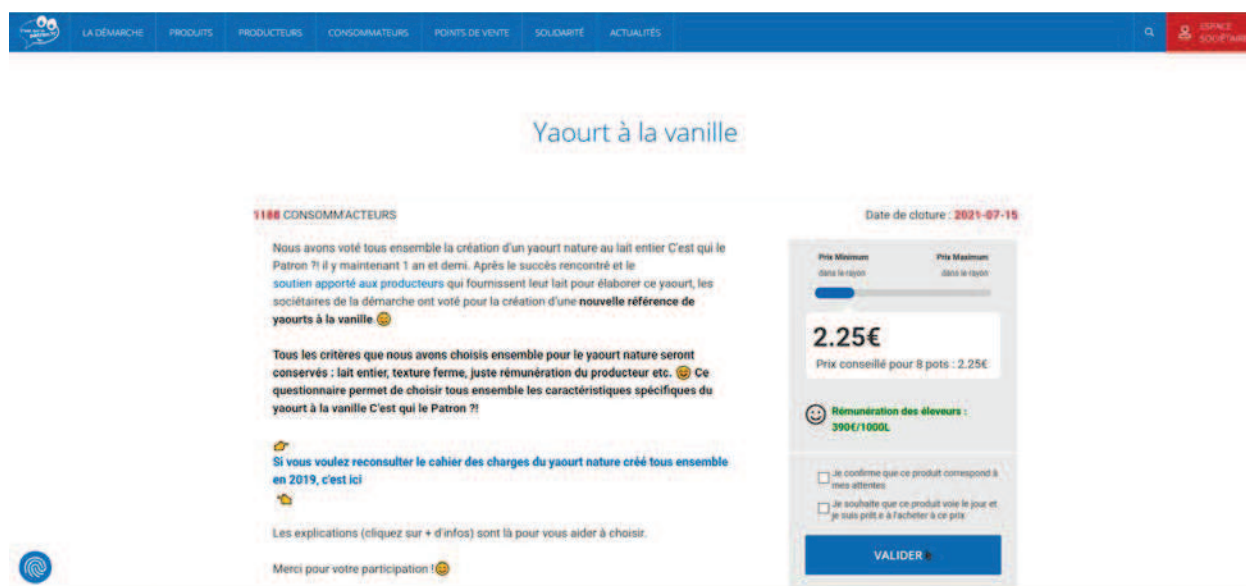 C'est qui le patron ?!
LA DÉMARCHE
PRODUITS
PRODUCTEURS
CONSOMMATEURS
POINTS DE VENTE
SOLIDARITÉ
ACTUALITÉS
ESPACE
SOCIÉTAIRE
Yaourt à la vanille
1188 CONSOMM'ACTEURS
Date de cloture : 2021-07-15
Nous avons voté tous ensemble la création d'un yaourt nature au lait entier C'est qui le
Patron ?! il y maintenant 1 an et demi. Après le succès rencontré et le
soutien apporté aux producteurs qui fournissent leur lait pour élaborer ce yaourt, les
sociétaires de la démarche ont voté pour la création d'une nouvelle référence de
yaourts à la vanille
Tous les critères que nous avons choisis ensemble pour le yaourt nature seront
conservés : lait entier, texture ferme, juste rémunération du producteur etc. Ce
questionnaire permet de choisir tous ensemble les caractéristiques spécifiques du
yaourt à la vanille C'est qui le Patron ?!
Si vous voulez reconsulter le cahier des charges du yaourt nature créé tous ensemble
en 2019, c'est ici
Les explications (cliquez sur + d'infos) sont là pour vous aider à choisir.
Merci pour votre participation !
Prix Minimum
dans le rayon
Prix Maximum
dans le rayon
2.25€
Prix conseillé pour 8 pots : 2.25€
Rémunération des éleveurs :
390€/1000L
Je confirme que ce produit correspond à
mes attentes
Je souhaite que ce produit voie le jour et
je suis prêt.e à l'acheter à ce prix
VALIDER